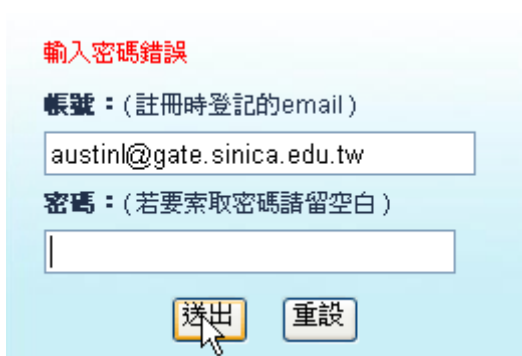 輸入密碼錯誤
帳號：(註冊時登記的email)
austinl@gate.sinica.edu.tw
密碼：(若要索取密碼請留空白)
送出 重設